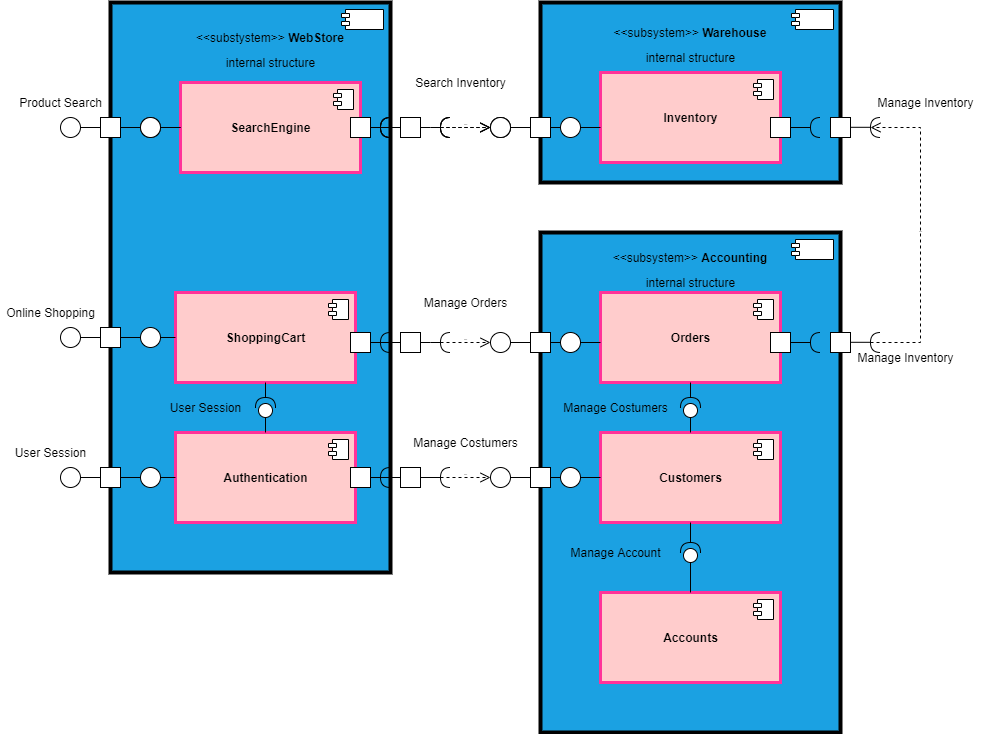 <<substystem>> WebStore
internal structure
<<subsystem>> Warehouse
internal structure
Product Search
SearchEngine
Search Inventory
Inventory
Manage Inventory
<<subsystem>> Accounting
internal structure
Online Shopping
ShoppingCart
Manage Orders
Orders
Manage Inventory
User Session
Manage Costumers
User Session
Authentication
Manage Costumers
Customers
Manage Account
Accounts